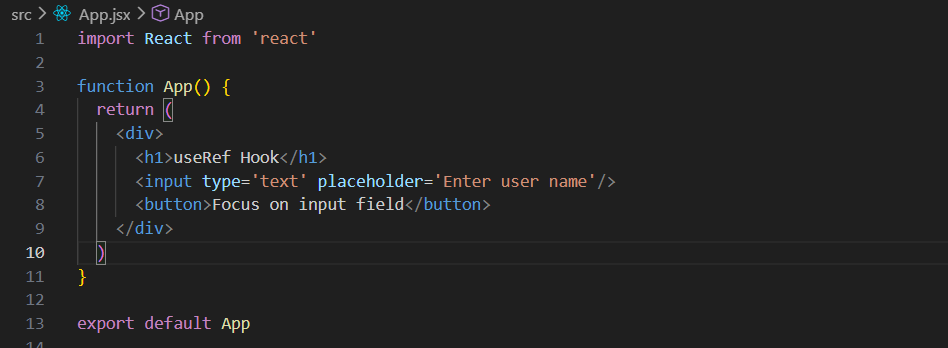 src > App.jsx > App
1 import React from 'react'
2
3 function App() {
4   return (
5     <div>
6       <h1>useRef Hook</h1>
7       <input type='text' placeholder='Enter user name'/>
8       <button>Focus on input field</button>
9     </div>
10   )
11 }
12
13 export default App
14